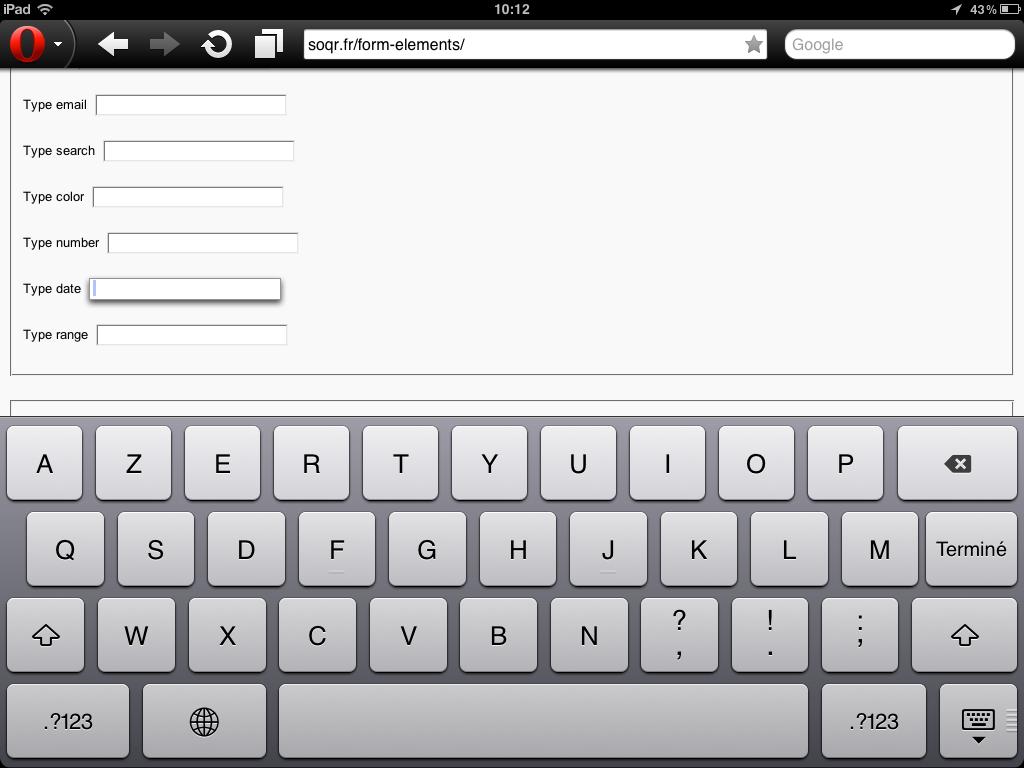 iPad 10:12 43%
soqr.fr/form-elements/ Google
Type email
Type search
Type color
Type number
Type date
Type range
A Z E R T Y U I O P
Q S D F G H J K L M Terminé
W X C V B N ? , ! . : ;
.?123 .?123